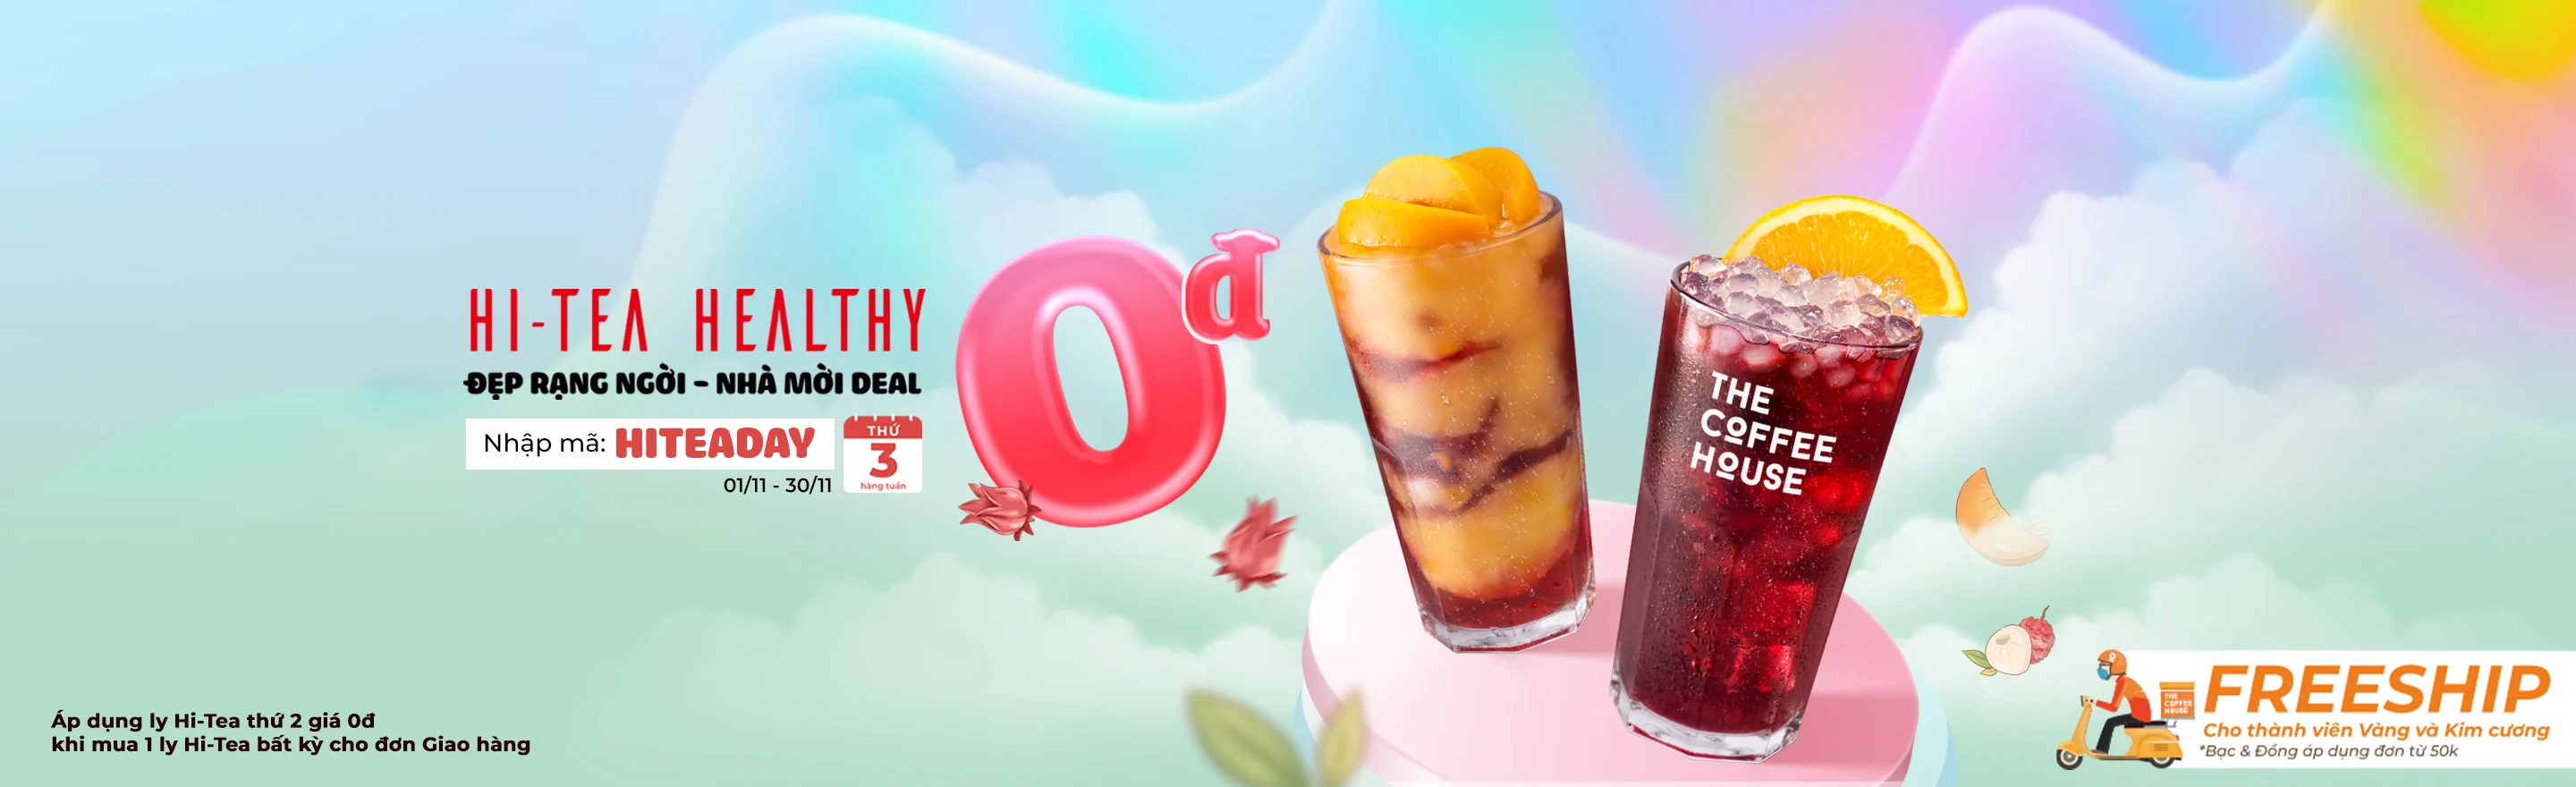 HI-TEA HEALTHY
ĐẸP RẠNG NGỜI – NHÀ MỜI DEAL
Nhập mã: HITEADAY
01/11 - 30/11
THỨ
3
hàng tuần
0đ
THE
COFFEE
HOUSE
Áp dụng ly Hi-Tea thứ 2 giá 0đ
khi mua 1 ly Hi-Tea bất kỳ cho đơn Giao hàng
THE
COFFEE
HOUSE
FREESHIP
Cho thành viên Vàng và Kim cương
*Bạc & Đồng áp dụng đơn từ 50k